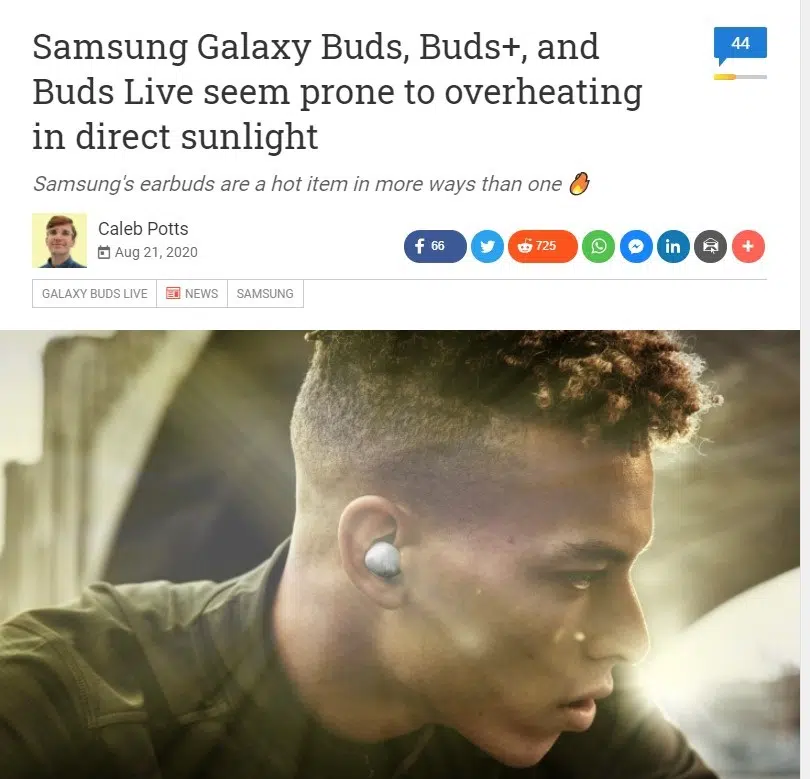 Samsung Galaxy Buds, Buds+, and
Buds Live seem prone to overheating
in direct sunlight
44
Samsung's earbuds are a hot item in more ways than one 🔥
Caleb Potts
Aug 21, 2020
66
725
GALAXY BUDS LIVE
NEWS
SAMSUNG